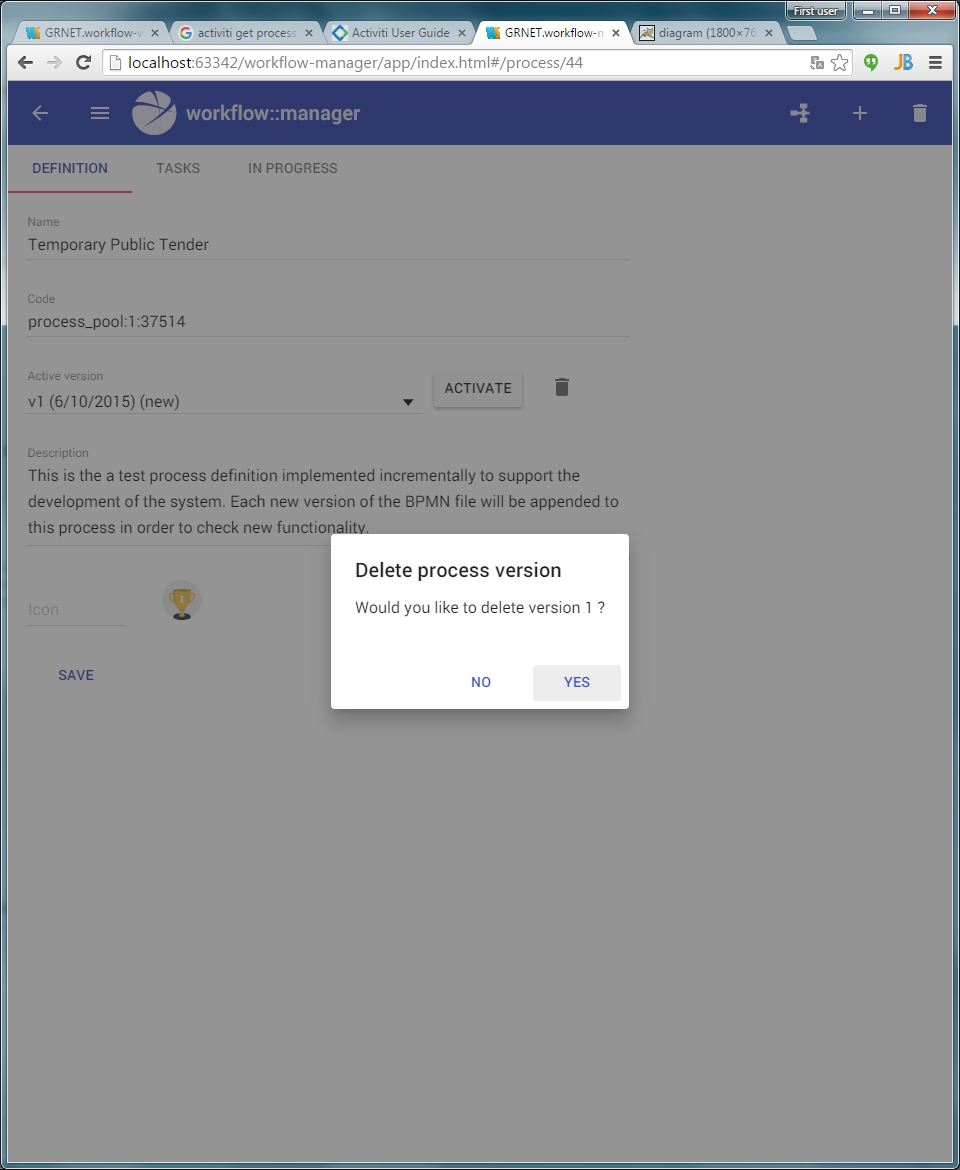 First user
GRNET.workflow-v
activiti get process
Activiti User Guide
GRNET.workflow-m
diagram (1800×76
localhost:63342/workflow-manager/app/index.html#/process/44
JB
workflow::manager
DEFINITION TASKS IN PROGRESS
Name
Temporary Public Tender
Code
process_pool:1:37514
Active version
v1 (6/10/2015) (new)
ACTIVATE
Description
This is the a test process definition implemented incrementally to support the
development of the system. Each new version of the BPMN file will be appended to
this process in order to check new functionality.
Icon
SAVE
Delete process version
Would you like to delete version 1 ?
NO YES